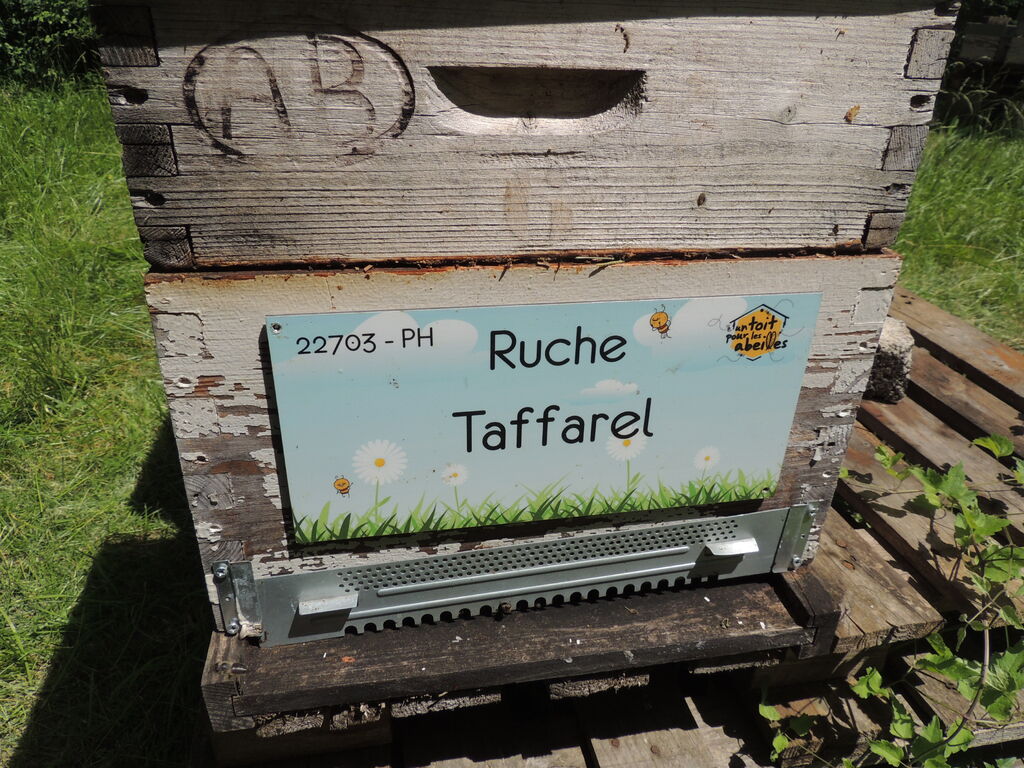 AB
22703 - PH
Ruche
Taffarel
un toit
pour les
abeilles